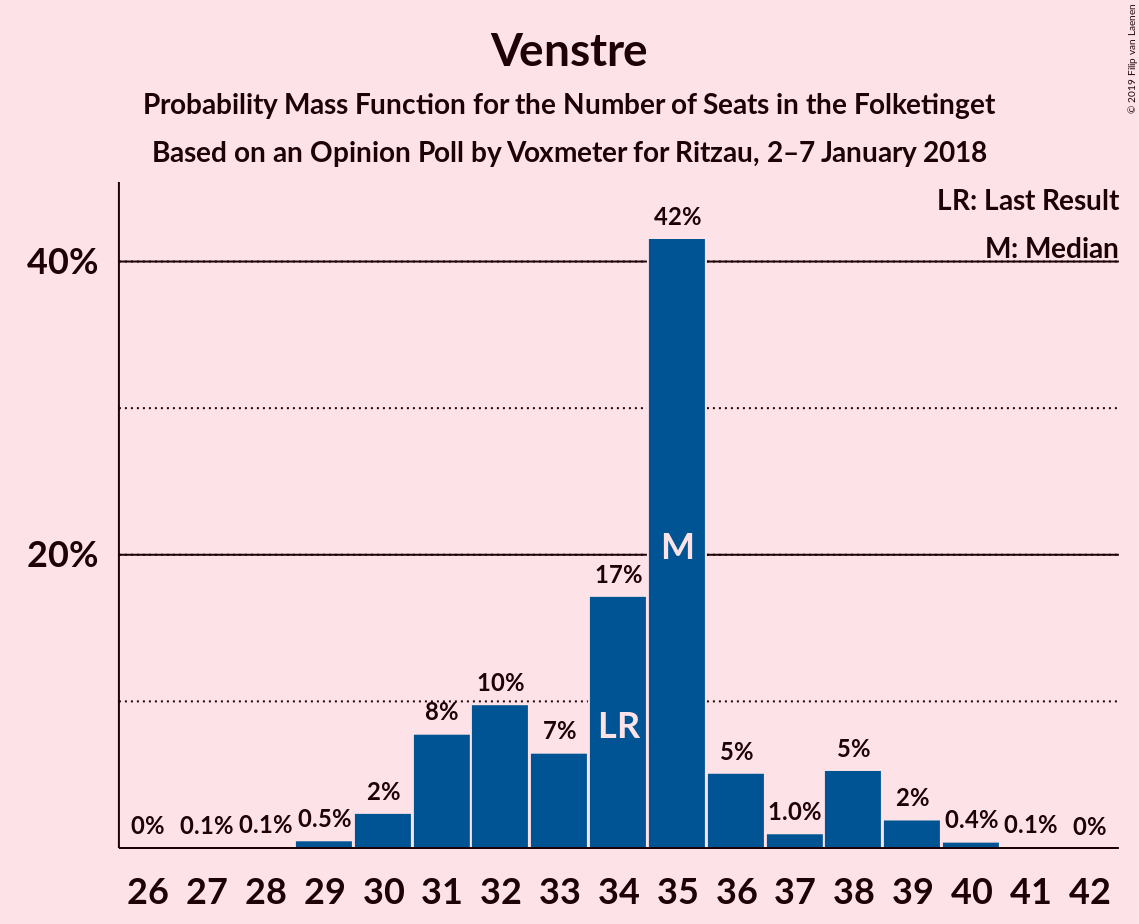 Venstre
Probability Mass Function for the Number of Seats in the Folketinget
Based on an Opinion Poll by Voxmeter for Ritzau, 2–7 January 2018
© 2019 Filip van Laenen
LR: Last Result
M: Median
40%
20%
0%
0.1%
0.1%
0.5%
2%
8%
10%
7%
17%
42%
5%
1.0%
5%
2%
0.4%
0.1%
0%
LR
M
26 27 28 29 30 31 32 33 34 35 36 37 38 39 40 41 42